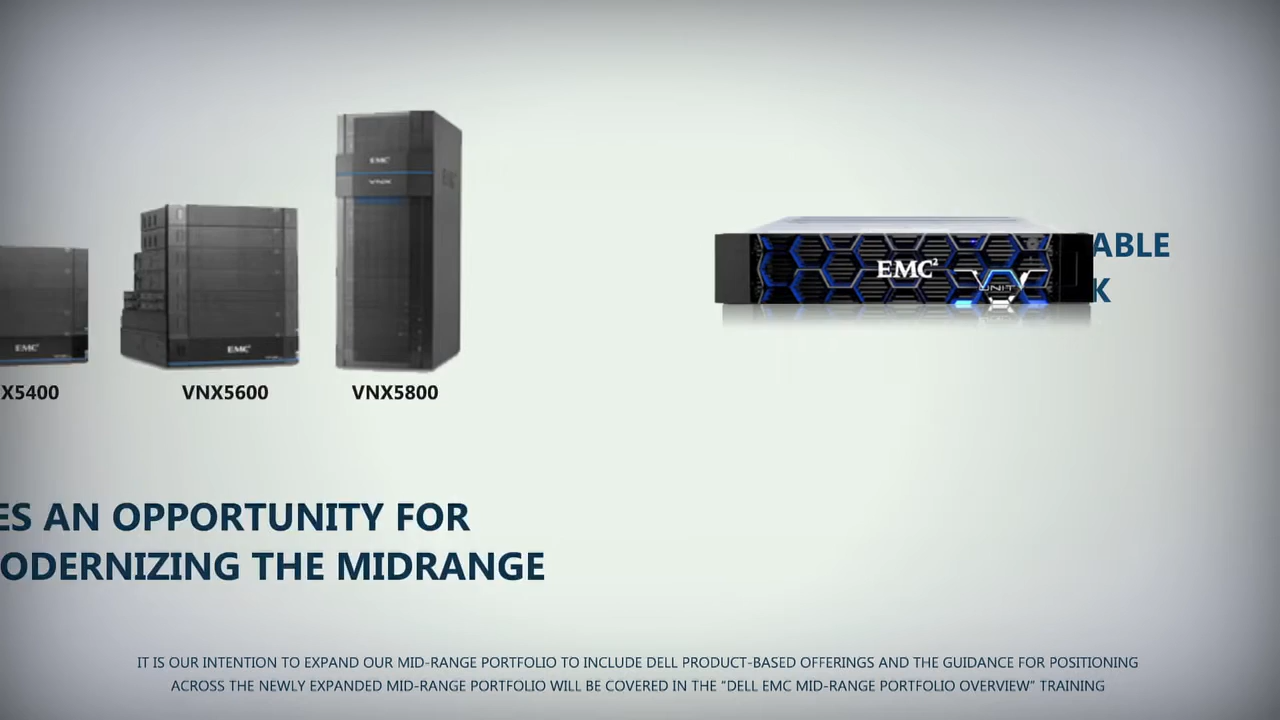 EMC
VNX
EMC²
UNITY
ABLE
K
EMC
EMC
X5400
VNX5600
VNX5800
ES AN OPPORTUNITY FOR
ODERNIZING THE MIDRANGE
IT IS OUR INTENTION TO EXPAND OUR MID-RANGE PORTFOLIO TO INCLUDE DELL PRODUCT-BASED OFFERINGS AND THE GUIDANCE FOR POSITIONING
ACROSS THE NEWLY EXPANDED MID-RANGE PORTFOLIO WILL BE COVERED IN THE “DELL EMC MID-RANGE PORTFOLIO OVERVIEW” TRAINING